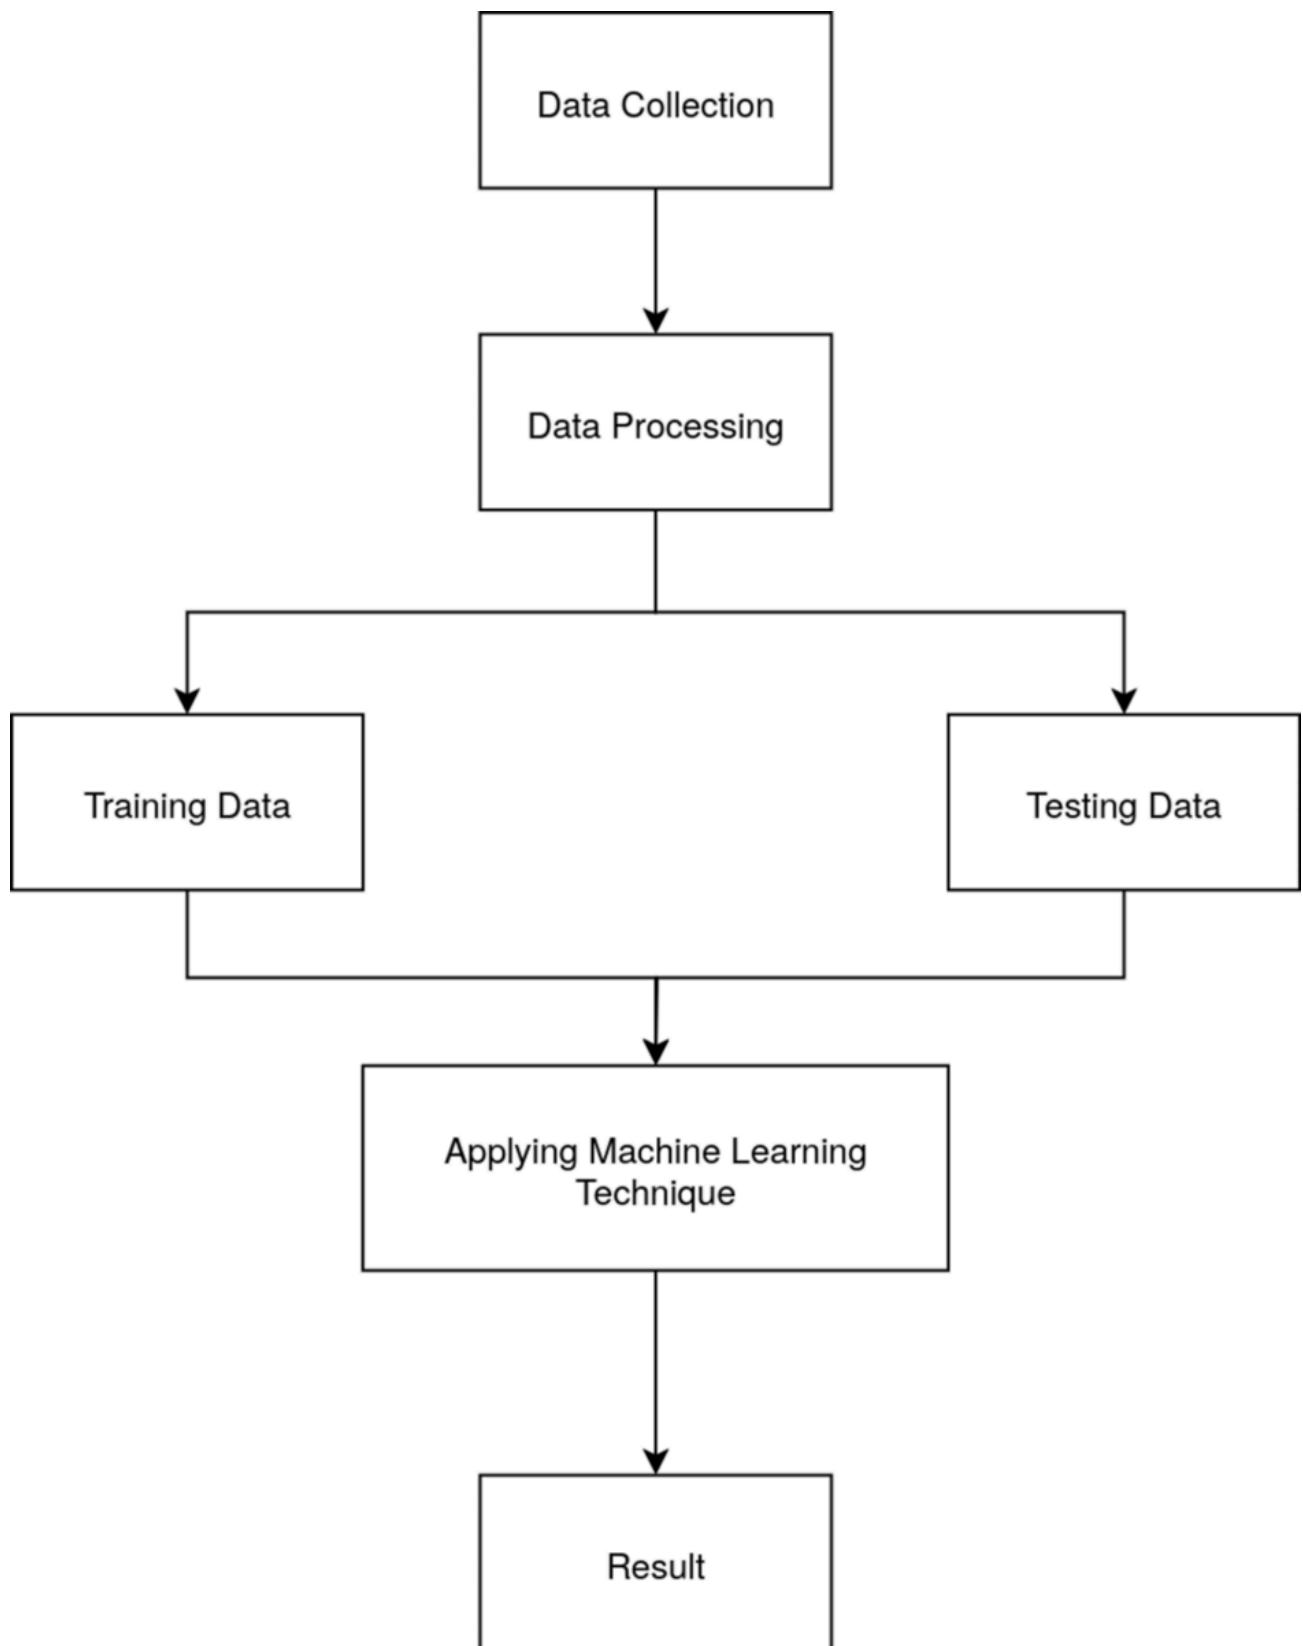 Data Collection
Data Processing
Training Data
Testing Data
Applying Machine Learning
Technique
Result